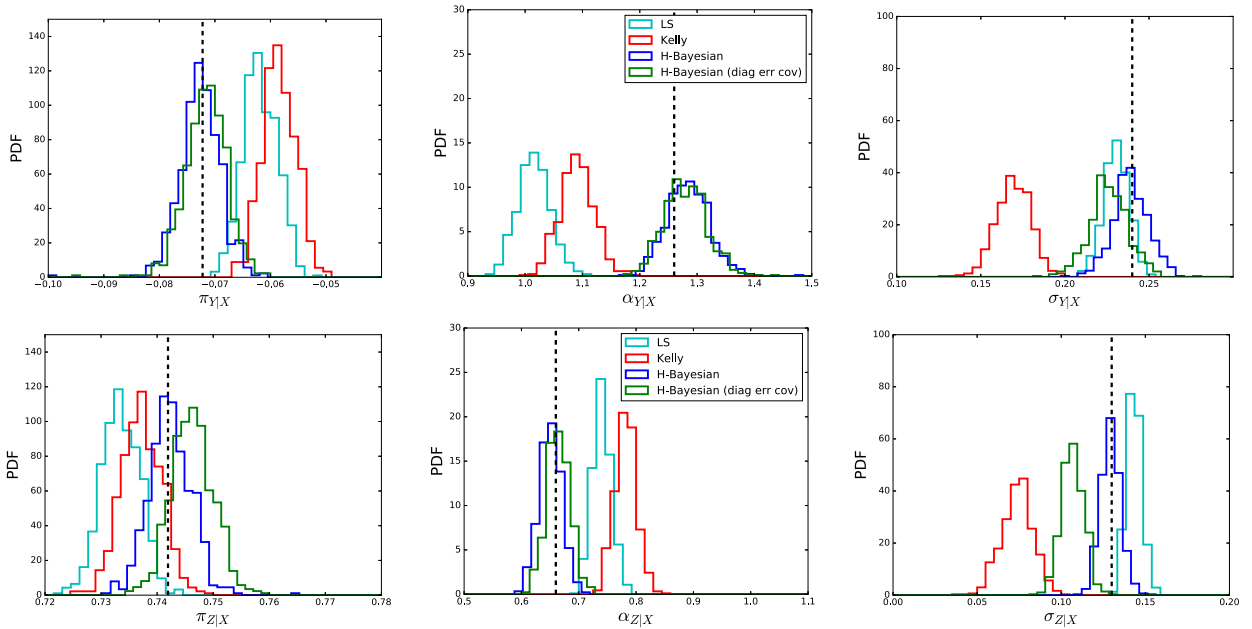 PDF
140
120
100
80
60
40
20
0
−0.10 −0.09 −0.08 −0.07 −0.06 −0.05
π_{Y|X}
PDF
30
25
20
15
10
5
0
0.9 1.0 1.1 1.2 1.3 1.4 1.5
α_{Y|X}
LS
Kelly
H-Bayesian
H-Bayesian (diag err cov)
PDF
100
80
60
40
20
0
0.10 0.15 0.20 0.25
σ_{Y|X}
PDF
140
120
100
80
60
40
20
0
0.72 0.73 0.74 0.75 0.76 0.77 0.78
π_{Z|X}
PDF
30
25
20
15
10
5
0
0.5 0.6 0.7 0.8 0.9 1.0 1.1
α_{Z|X}
LS
Kelly
H-Bayesian
H-Bayesian (diag err cov)
PDF
100
80
60
40
20
0
0.00 0.05 0.10 0.15 0.20
σ_{Z|X}